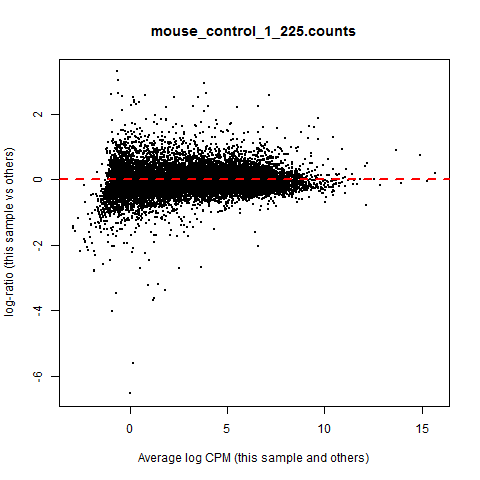 mouse_control_1_225.counts
log-ratio (this sample vs others)
2
0
-2
-4
-6
0 5 10 15
Average log CPM (this sample and others)